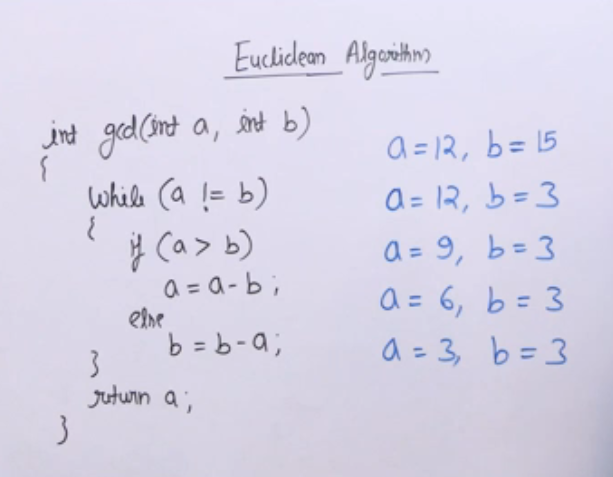 Euclidean Algorithm
int gcd(int a, int b)
{
while (a != b)
{
if (a > b)
a = a - b;
else
b = b - a;
}
return a;
}
a = 12, b = 15
a = 12, b = 3
a = 9, b = 3
a = 6, b = 3
a = 3, b = 3